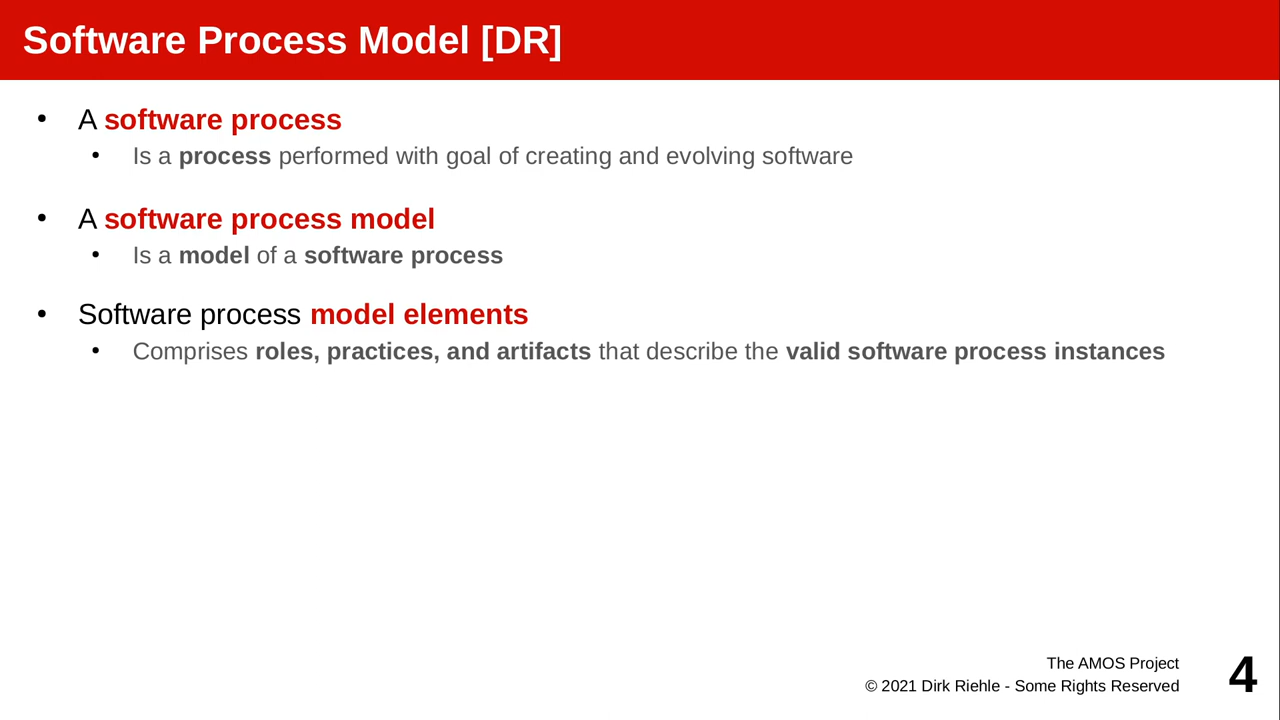 Software Process Model [DR]
• A software process
• Is a process performed with goal of creating and evolving software
• A software process model
• Is a model of a software process
• Software process model elements
• Comprises roles, practices, and artifacts that describe the valid software process instances
The AMOS Project
© 2021 Dirk Riehle - Some Rights Reserved
4